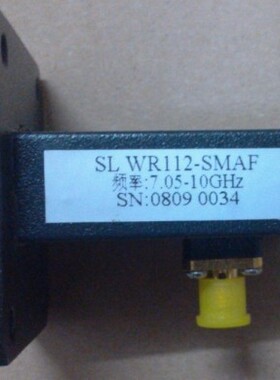 SL WR112-SMAF
频率:7.05-10GHz
SN:0809 0034